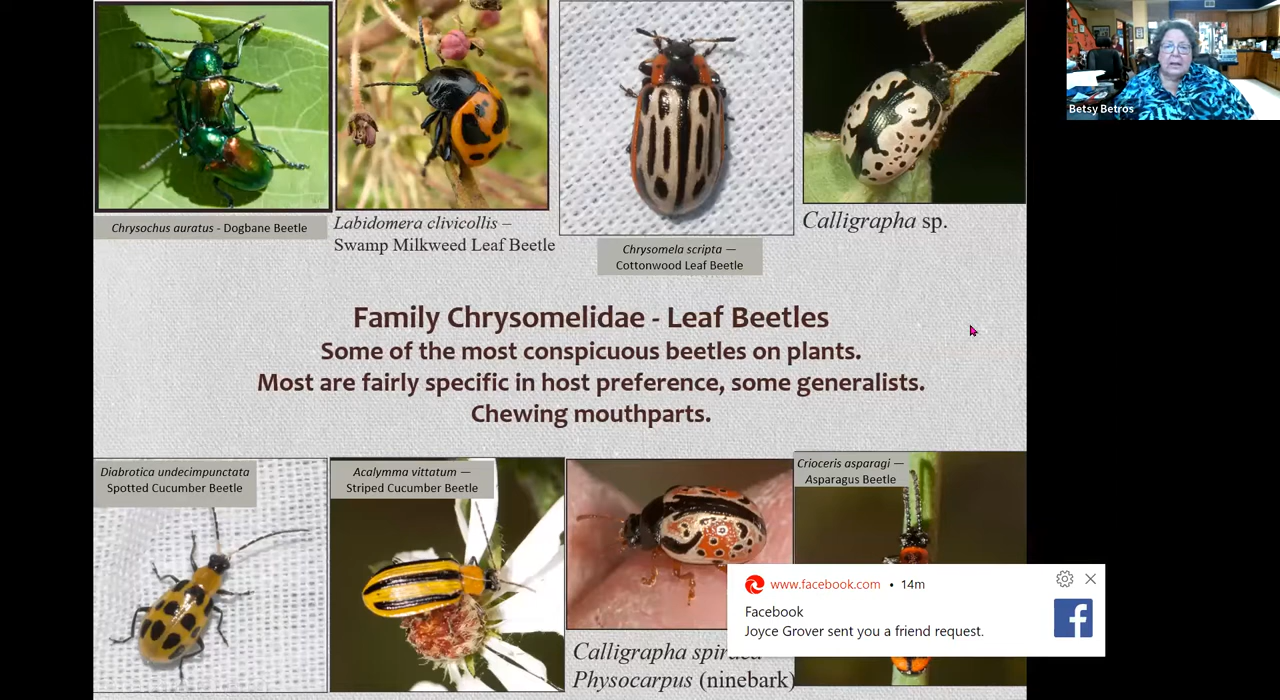 Betsy Betros
Chrysochus auratus - Dogbane Beetle
Labidomera clivicollis –
Swamp Milkweed Leaf Beetle
Chrysomela scripta —
Cottonwood Leaf Beetle
Calligrapha sp.
Family Chrysomelidae - Leaf Beetles
Some of the most conspicuous beetles on plants.
Most are fairly specific in host preference, some generalists.
Chewing mouthparts.
Diabrotica undecimpunctata
Spotted Cucumber Beetle
Acalymma vittatum —
Striped Cucumber Beetle
Calligrapha
Physocarpus (ninebark)
Crioceris asparagi —
Asparagus Beetle
www.facebook.com • 14m
Facebook
Joyce Grover sent you a friend request.